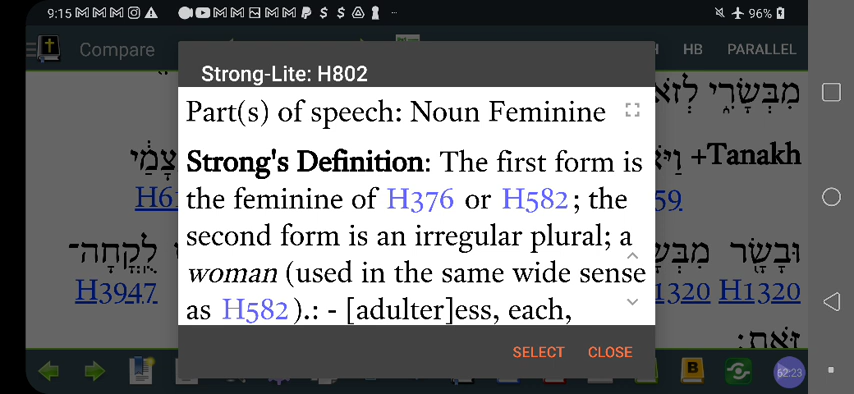 9:15
96%
Compare
HB PARALLEL
Strong-Lite: H802
Part(s) of speech: Noun Feminine
Strong's Definition: The first form is
the feminine of H376 or H582; the
second form is an irregular plural; a
woman (used in the same wide sense
as H582).: - [adulter]ess, each,
מִבְּשָׂרִ֑י
+Tanakh
H3947
1320 H1320
וּבָשָׂ֖ר
לֻֽקֳחָה־
זֹּֽאת׃
SELECT CLOSE
62:23